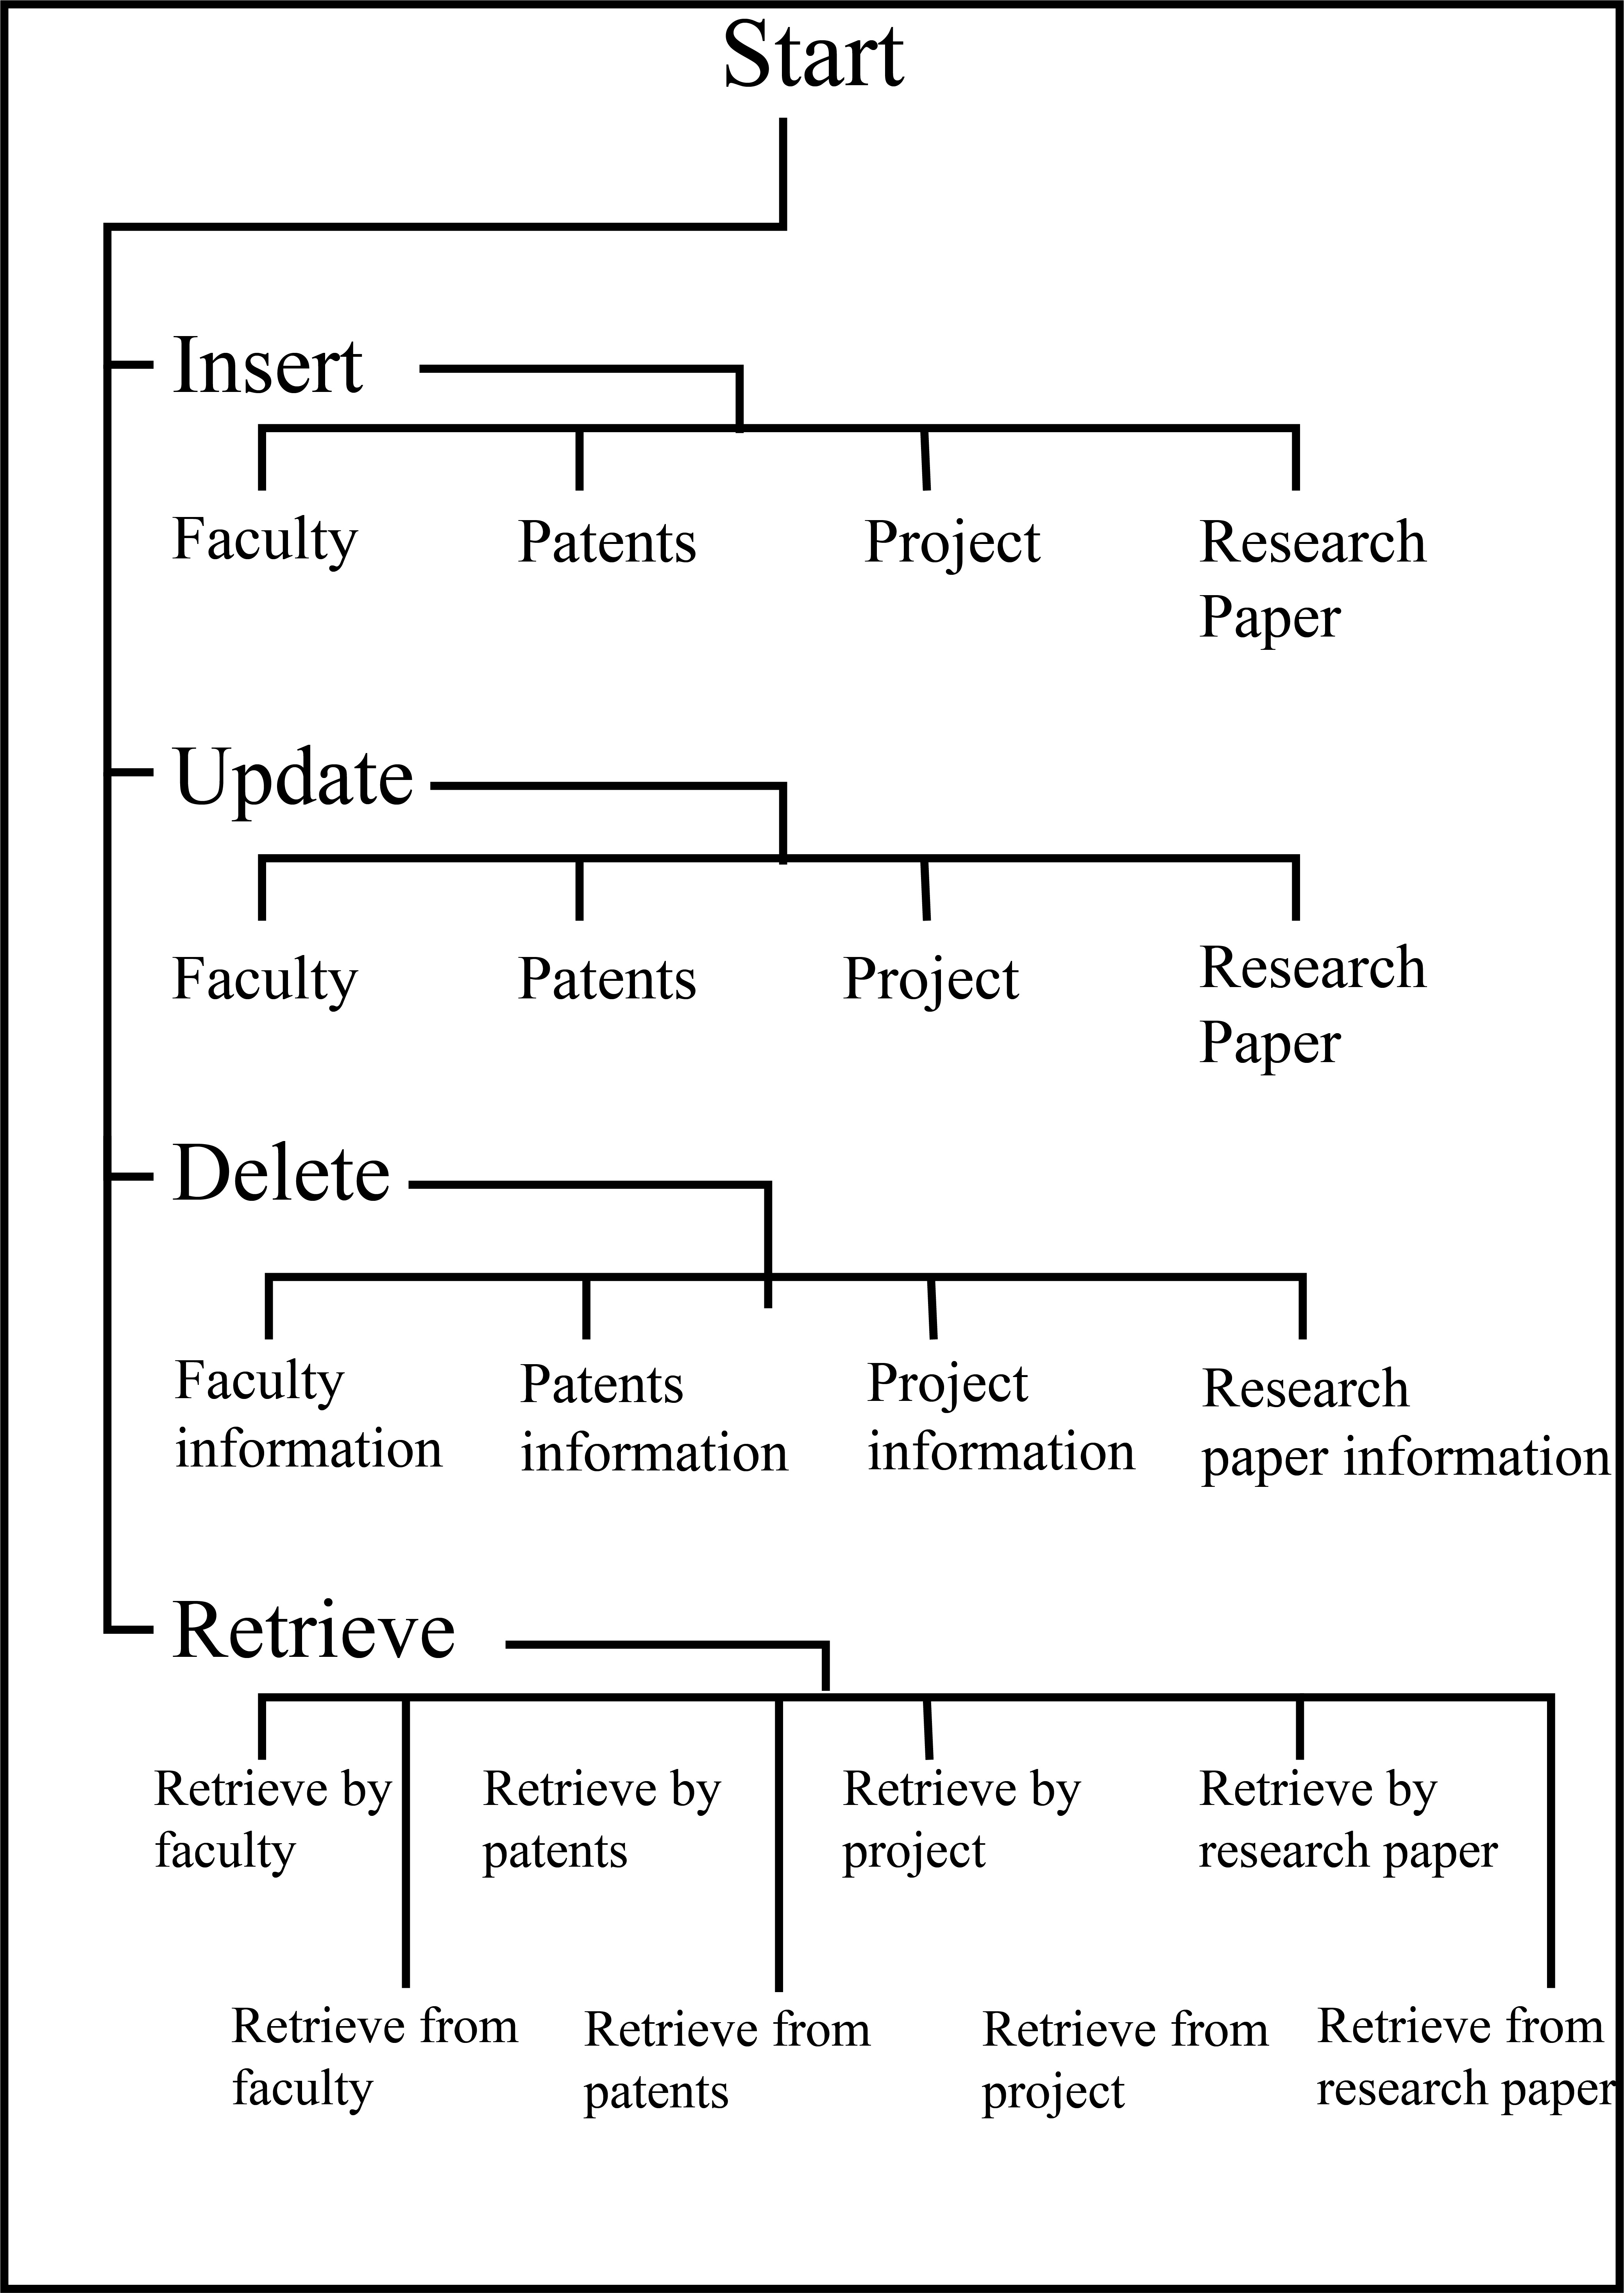 Start
Insert
Faculty
Patents
Project
Research
Paper
Update
Faculty
Patents
Project
Research
Paper
Delete
Faculty
information
Patents
information
Project
information
Research
paper information
Retrieve
Retrieve by
faculty
Retrieve by
patents
Retrieve by
project
Retrieve by
research paper
Retrieve from
faculty
Retrieve from
patents
Retrieve from
project
Retrieve from
research paper